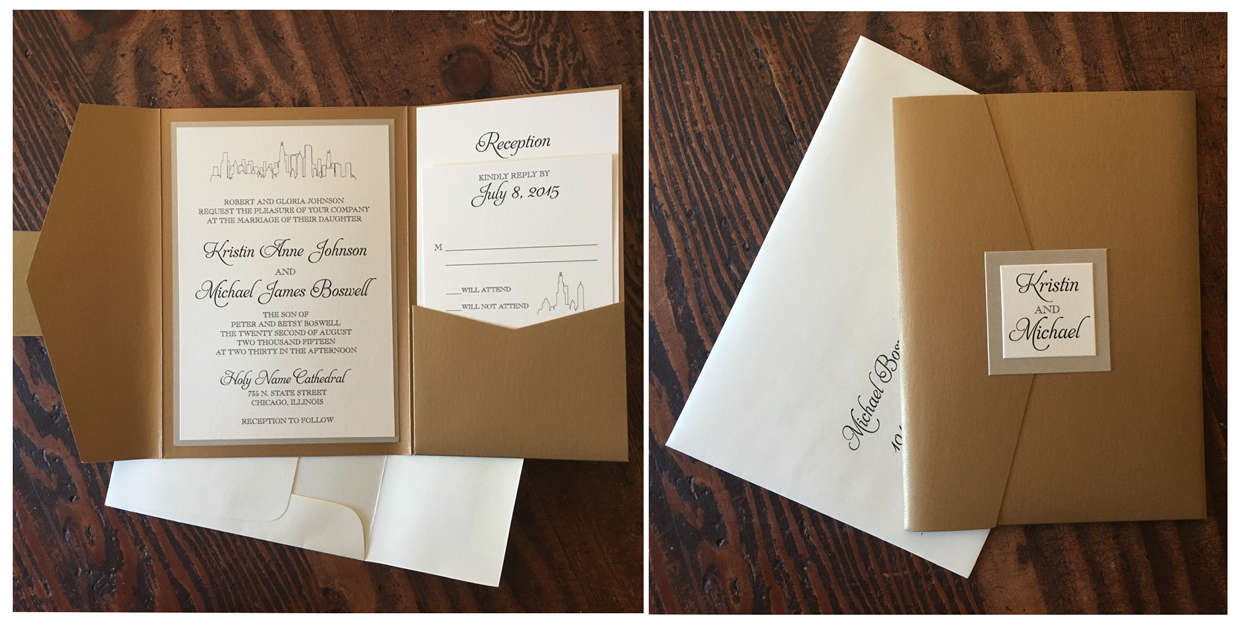 ROBERT AND GLORIA JOHNSON
REQUEST THE PLEASURE OF YOUR COMPANY
AT THE MARRIAGE OF THEIR DAUGHTER
Kristin Anne Johnson
AND
Michael James Boswell
THE SON OF
PETER AND BETSY BOSWELL
THE TWENTY SECOND OF AUGUST
TWO THOUSAND FIFTEEN
AT TWO THIRTY IN THE AFTERNOON
Holy Name Cathedral
735 N. STATE STREET
CHICAGO, ILLINOIS
RECEPTION TO FOLLOW
Reception
KINDLY REPLY BY
July 8, 2015
M
WILL ATTEND
WILL NOT ATTEND
Michael Bos
Kristin
AND
Michael